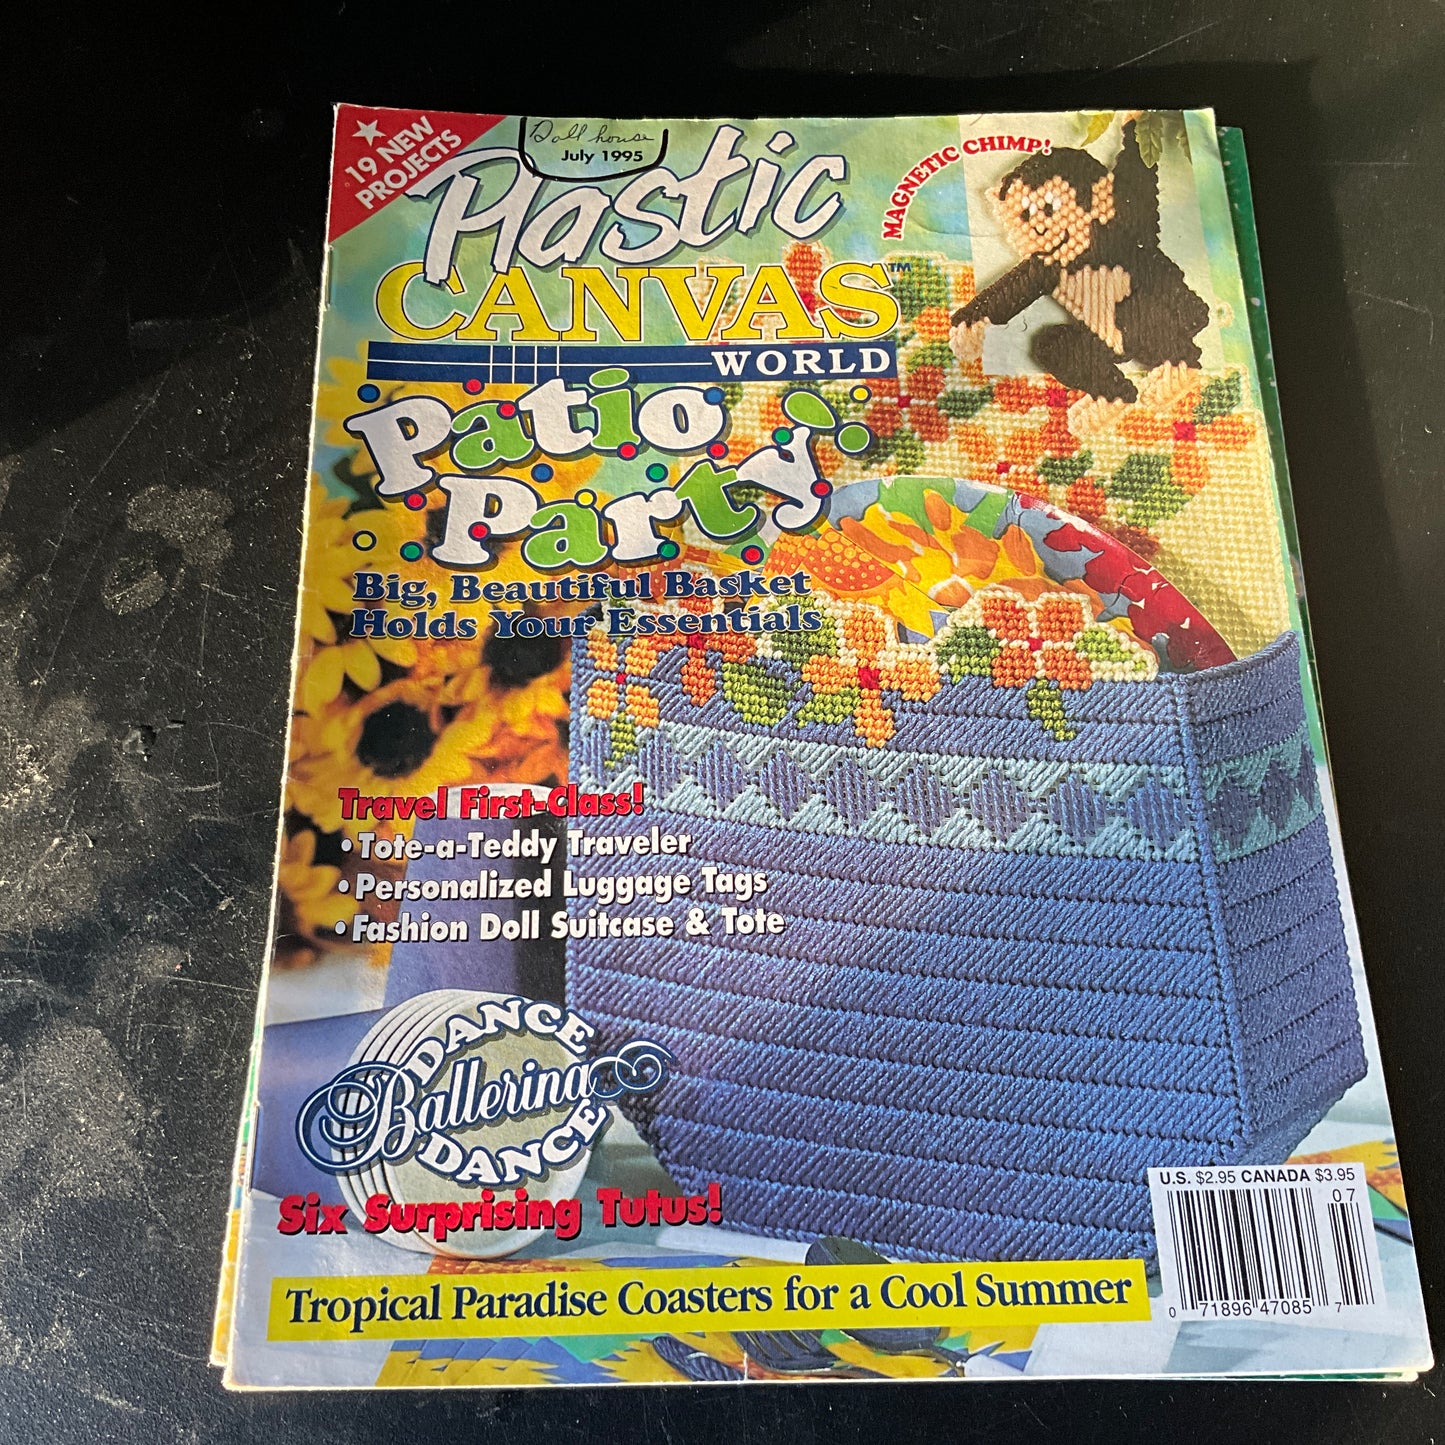 ★ 19 NEW
PROJECTS
Doll house
July 1995
Plastic
CANVAS™
WORLD
MAGNETIC CHIMP!
Patio
Party!
Big, Beautiful Basket
Holds Your Essentials
Travel First-Class!
• Tote-a-Teddy Traveler
• Personalized Luggage Tags
• Fashion Doll Suitcase & Tote
DANCE
Ballerina
DANCE
Six Surprising Tutus!
U.S. $2.95 CANADA $3.95
07
0 71896 47085 7
Tropical Paradise Coasters for a Cool Summer